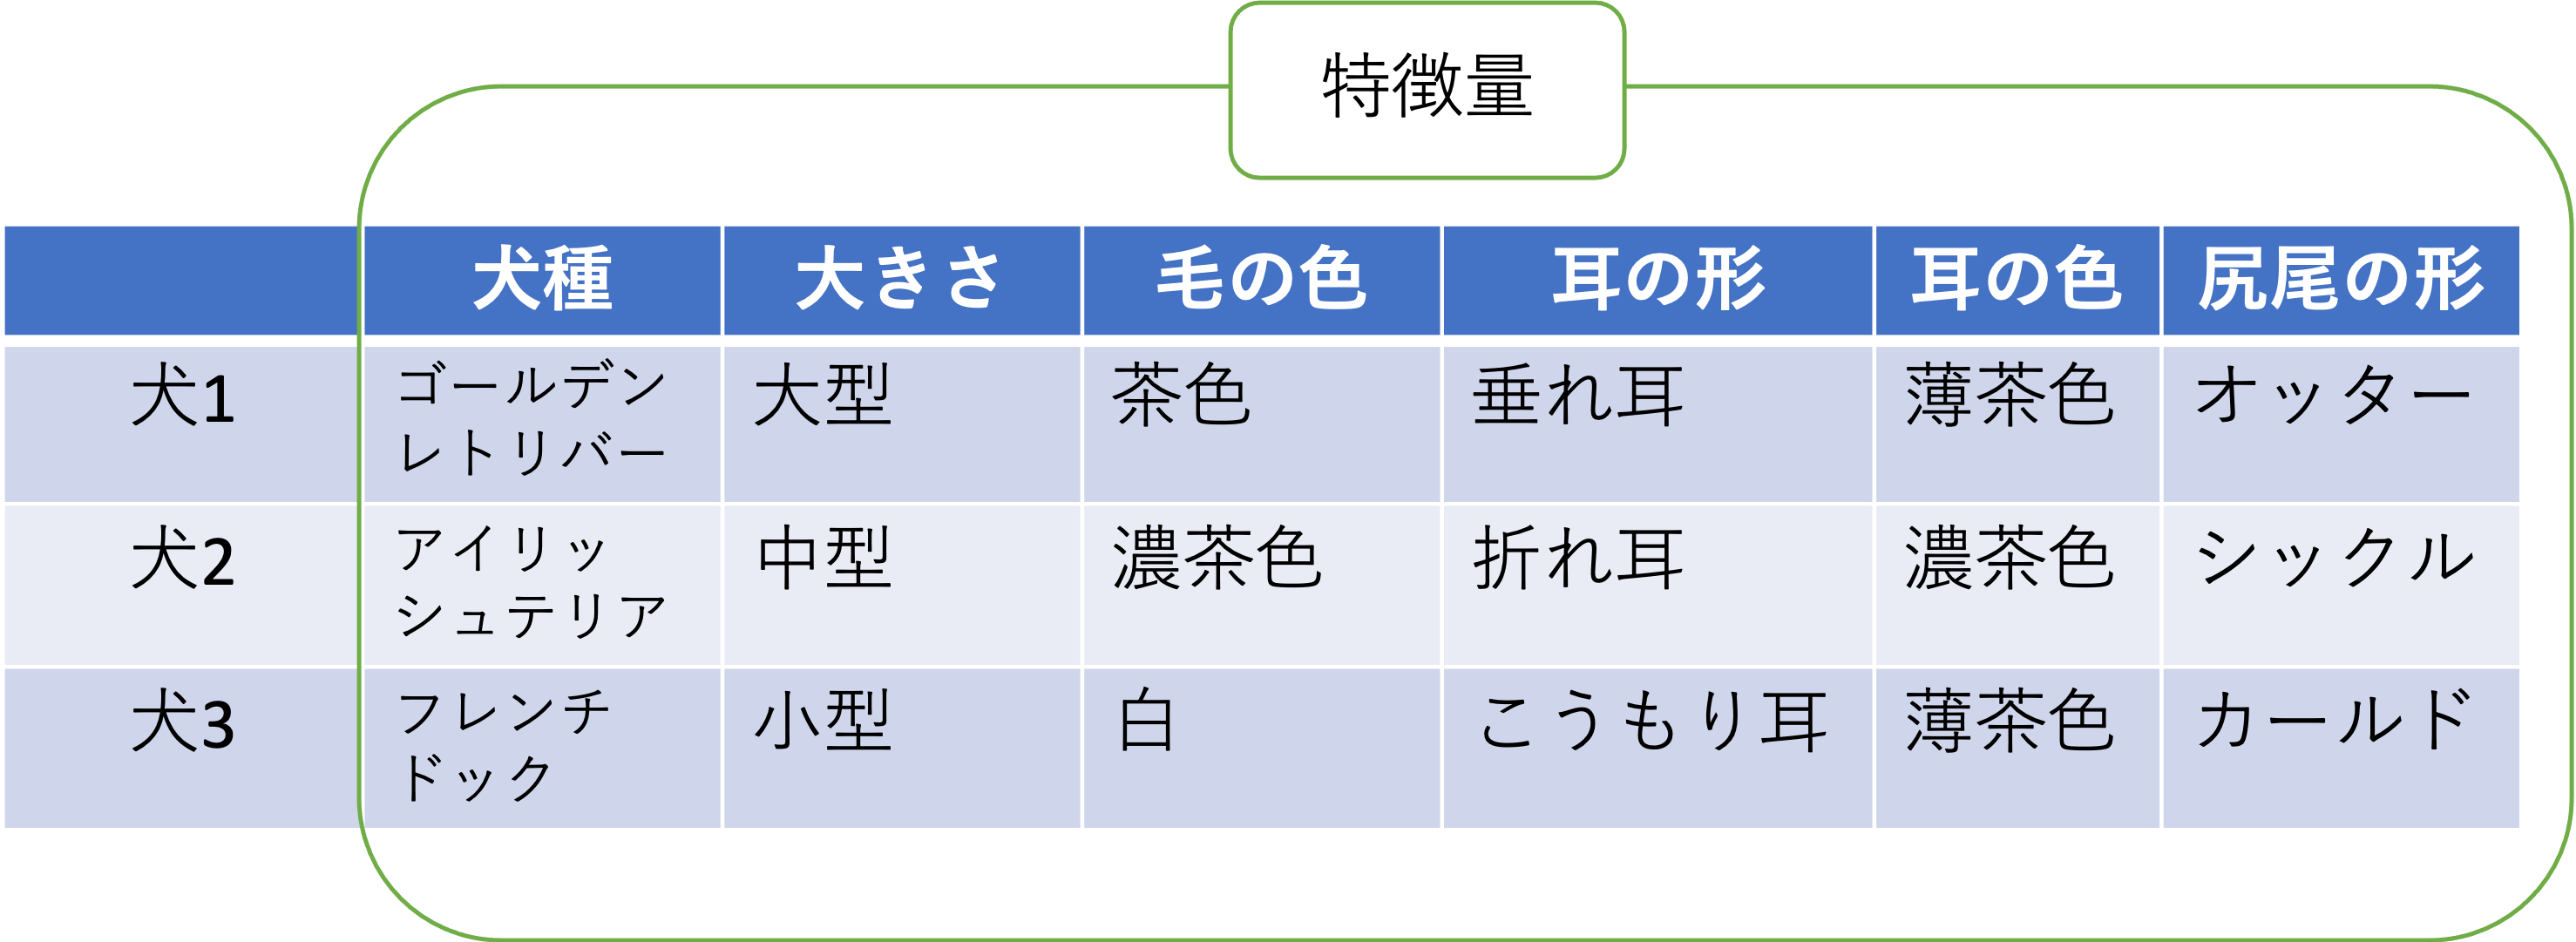 特徴量
犬種 大きさ 毛の色 耳の形 耳の色 尻尾の形
犬1 ゴールデン 大型 茶色 垂れ耳 薄茶色 オッター
レトリバー
犬2 アイリッ 中型 濃茶色 折れ耳 濃茶色 シックル
シュテリア
犬3 フレンチ 小型 白 こうもり耳 薄茶色 カールド
ドック